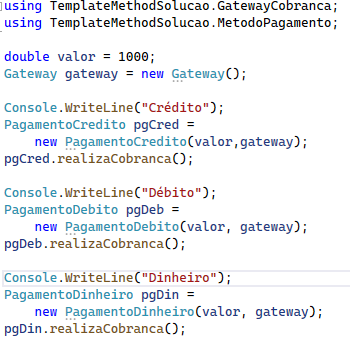 using TemplateMethodSolucao.GatewayCobranca;
using TemplateMethodSolucao.MetodoPagamento;
double valor = 1000;
Gateway gateway = new Gateway();
Console.WriteLine("Crédito");
PagamentoCredito pgCred =
new PagamentoCredito(valor,gateway);
pgCred.realizaCobranca();
Console.WriteLine("Débito");
PagamentoDebito pgDeb =
new PagamentoDebito(valor, gateway);
pgDeb.realizaCobranca();
Console.WriteLine("Dinheiro");
PagamentoDinheiro pgDin =
new PagamentoDinheiro(valor, gateway);
pgDin.realizaCobranca();